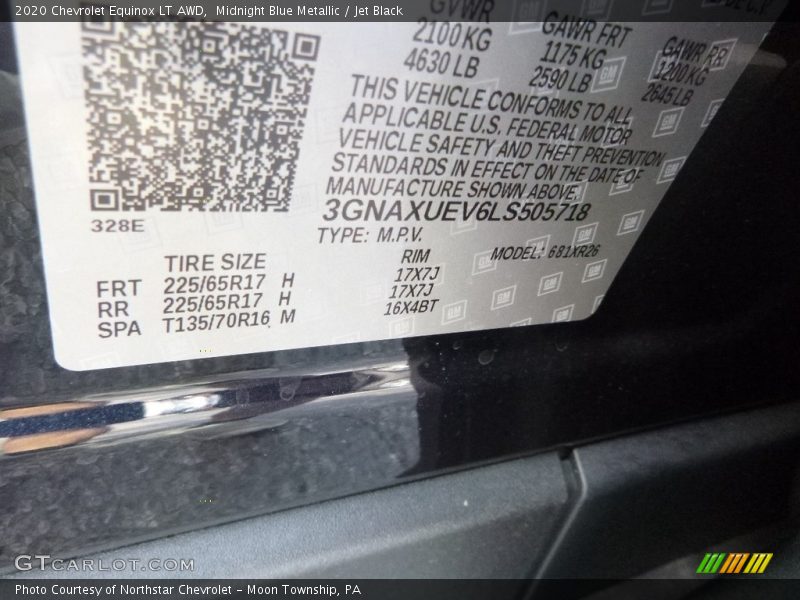 2020 Chevrolet Equinox LT AWD, Midnight Blue Metallic / Jet Black
GVWR
2100 KG
4630 LB
GAWR FRT
1175 KG
2590 LB
GAWR RR
1200 KG
2645 LB
THIS VEHICLE CONFORMS TO ALL
APPLICABLE U.S. FEDERAL MOTOR
VEHICLE SAFETY AND THEFT PREVENTION
STANDARDS IN EFFECT ON THE DATE OF
MANUFACTURE SHOWN ABOVE.
3GNAXUEV6LS505718
TYPE: M.P.V.
MODEL: 681XR26
328E
TIRE SIZE RIM
FRT 225/65R17 H 17X7J
RR 225/65R17 H 17X7J
SPA T135/70R16 M 16X4BT
GTCARLOT.COM
Photo Courtesy of Northstar Chevrolet - Moon Township, PA